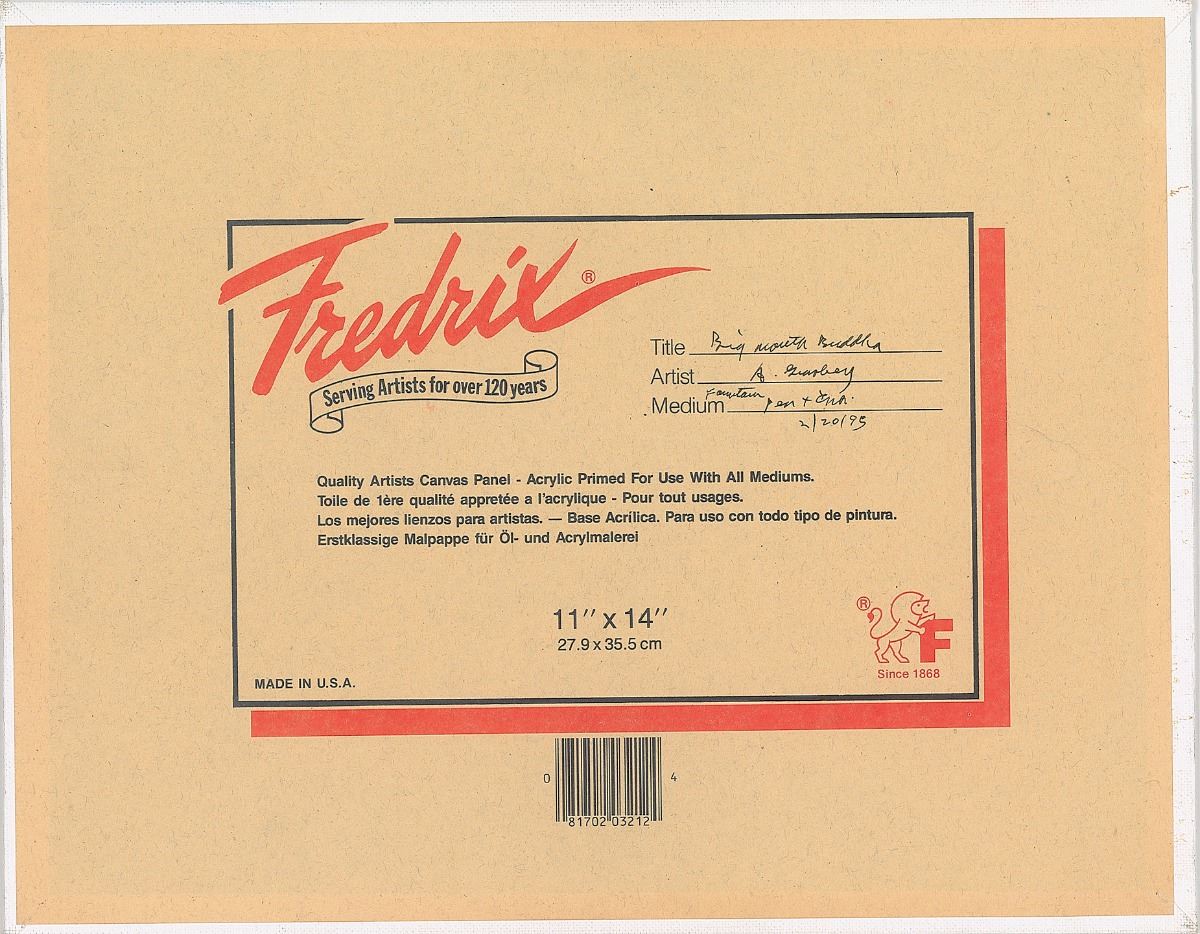 Fredrix®
Serving Artists for over 120 years
Title Big mouth Buddha
Artist A. Ginsberg
Medium Fountain Pen + Ink.
2/20/95
Quality Artists Canvas Panel - Acrylic Primed For Use With All Mediums.
Toile de 1ère qualité appretée a l'acrylique - Pour tout usages.
Los mejores lienzos para artistas. — Base Acrílica. Para uso con todo tipo de pintura.
Erstklassige Malpappe für Öl- und Acrylmalerei
11″ x 14″
27.9 x 35.5 cm
® F
Since 1868
MADE IN U.S.A.
0 81702 03212 4